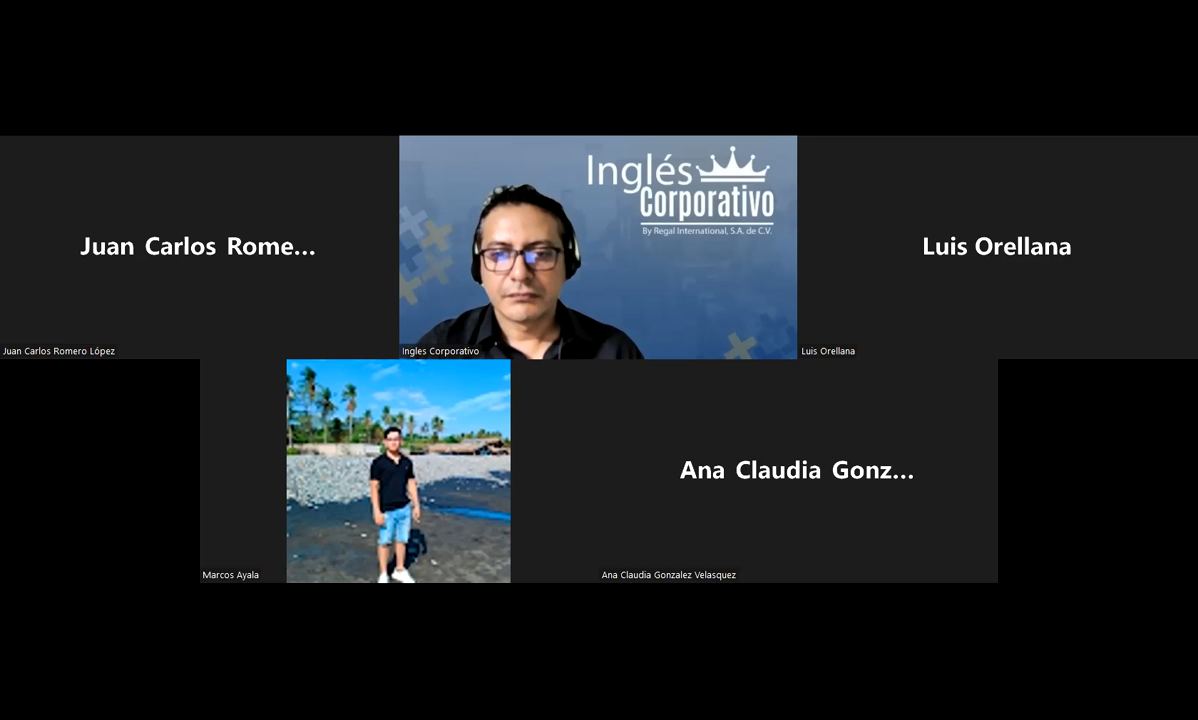 Juan Carlos Rome...
Juan Carlos Romero López
Inglés
Corporativo
By Regal International, S.A. de C.V.
Ingles Corporativo
Luis Orellana
Luis Orellana
Marcos Ayala
Ana Claudia Gonz...
Ana Claudia Gonzalez Velasquez